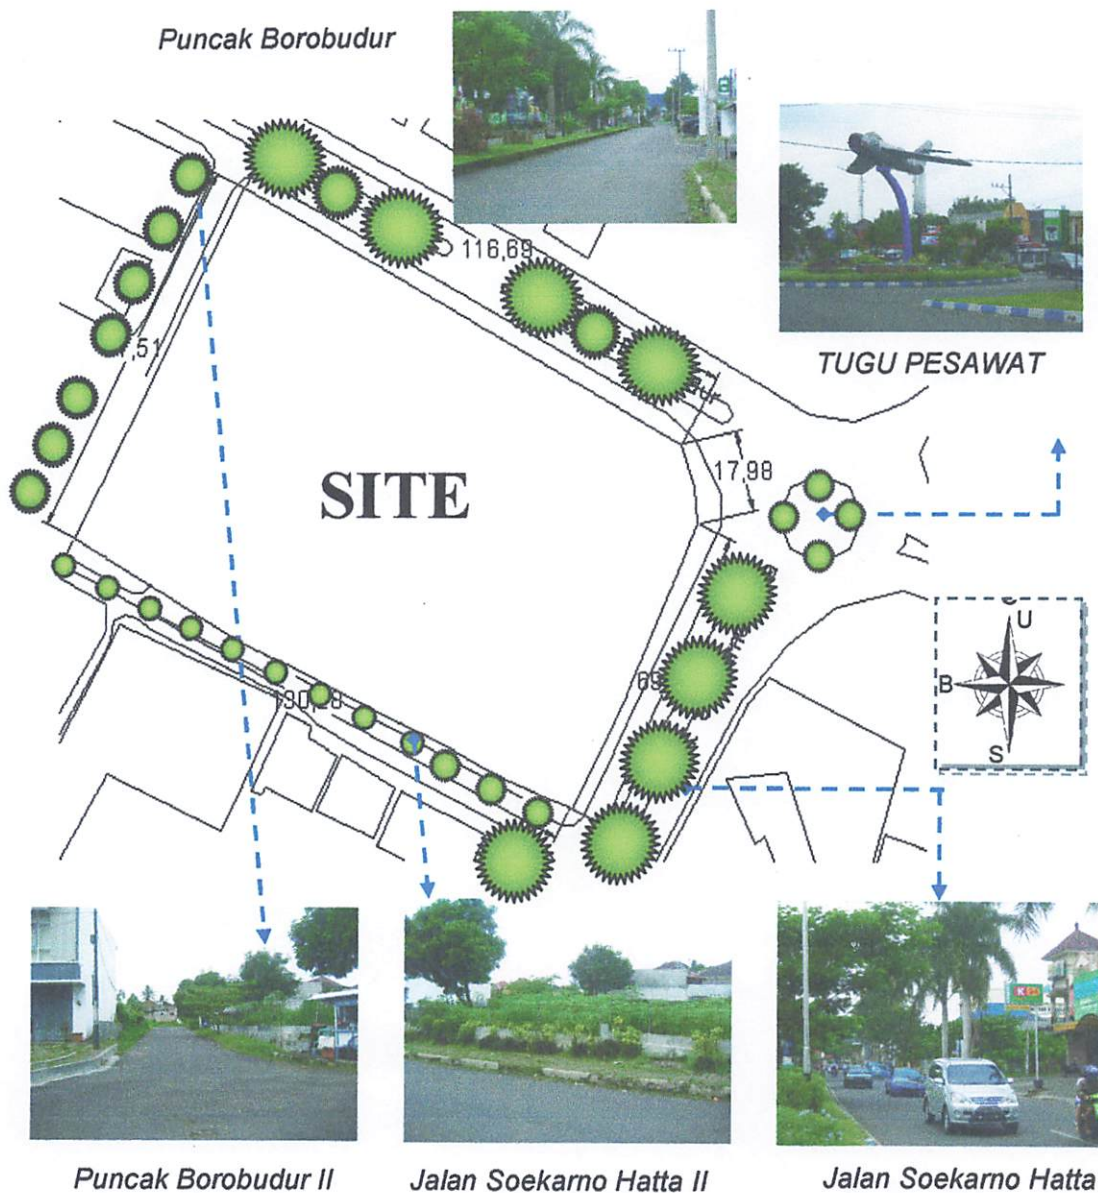 Puncak Borobudur
116,69
TUGU PESAWAT
,51
17,98
SITE
U
B
S
69
Puncak Borobudur II
Jalan Soekarno Hatta II
Jalan Soekarno Hatta